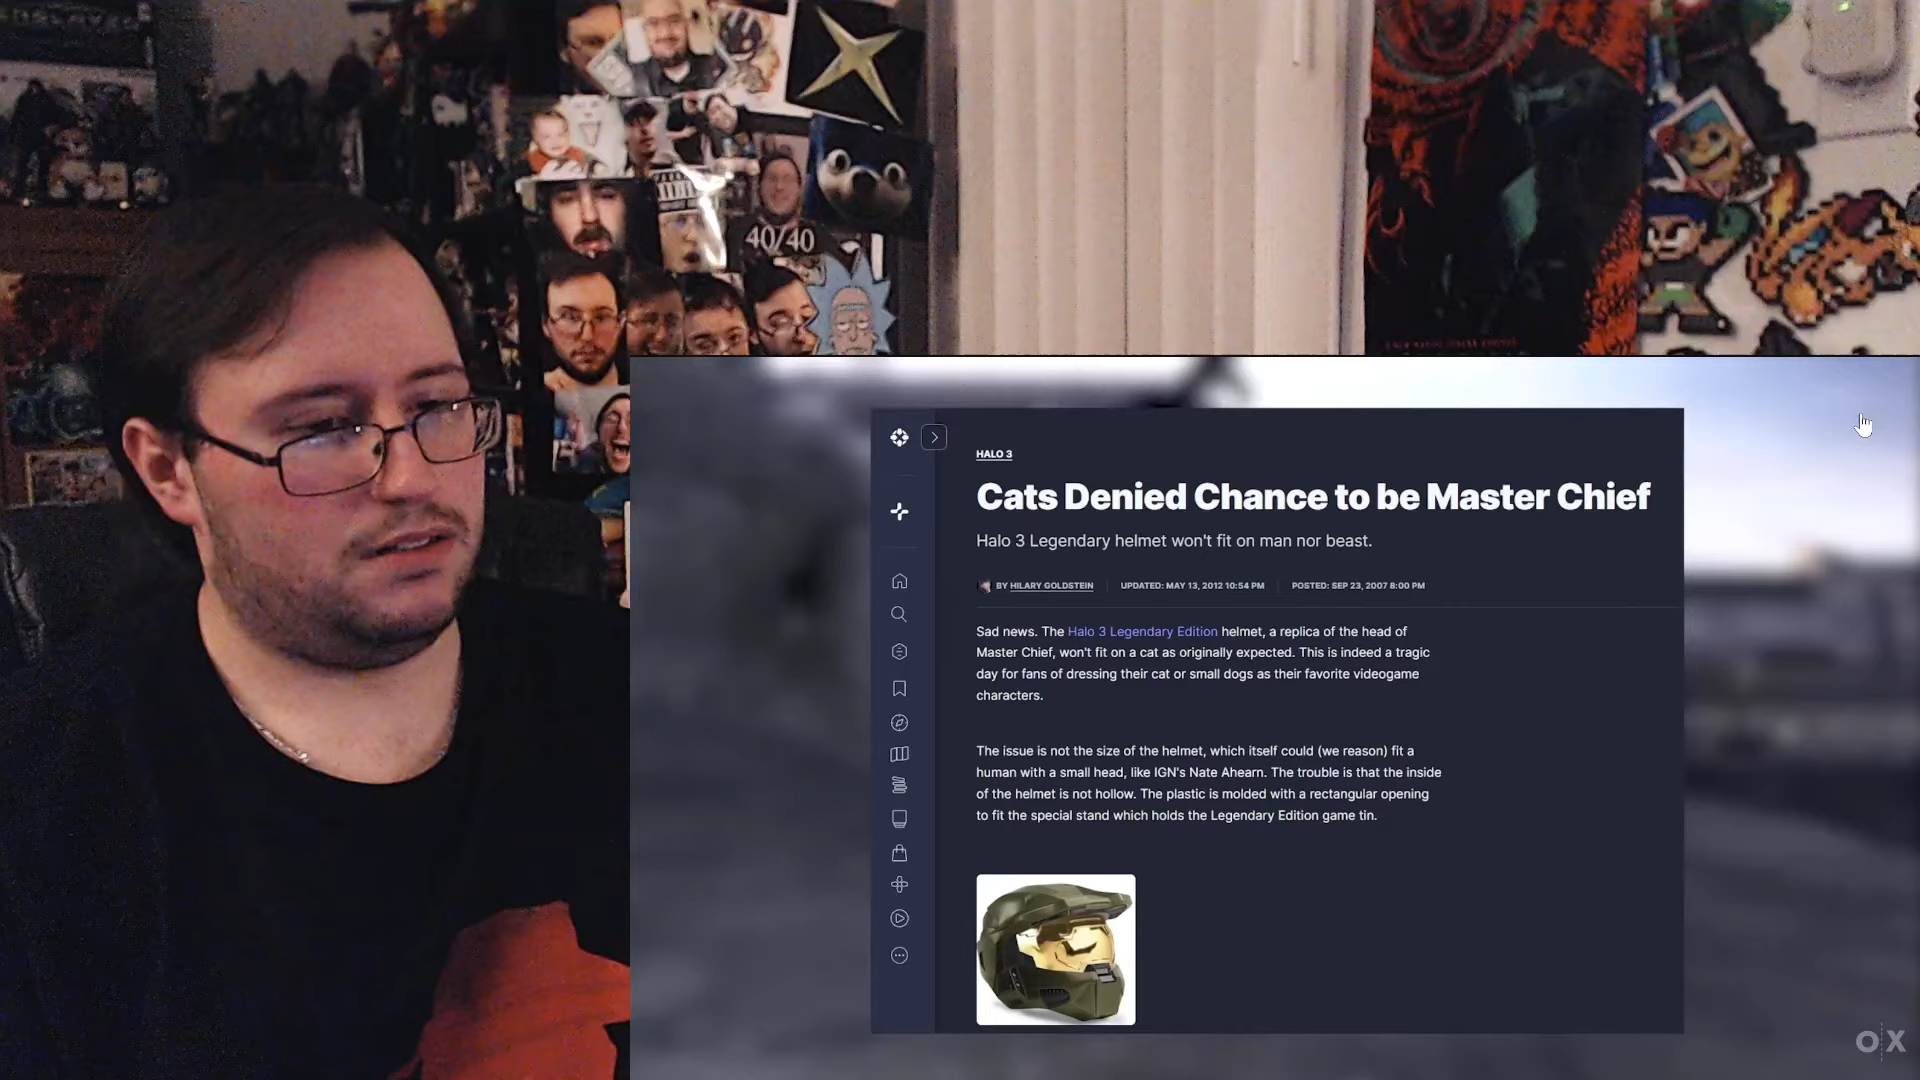 40/40
HALO 3
Cats Denied Chance to be Master Chief
Halo 3 Legendary helmet won't fit on man nor beast.
BY HILARY GOLDSTEIN UPDATED: MAY 13, 2012 10:54 PM POSTED: SEP 23, 2007 8:00 PM
Sad news. The Halo 3 Legendary Edition helmet, a replica of the head of
Master Chief, won't fit on a cat as originally expected. This is indeed a tragic
day for fans of dressing their cat or small dogs as their favorite videogame
characters.
The issue is not the size of the helmet, which itself could (we reason) fit a
human with a small head, like IGN's Nate Ahearn. The trouble is that the inside
of the helmet is not hollow. The plastic is molded with a rectangular opening
to fit the special stand which holds the Legendary Edition game tin.
O X